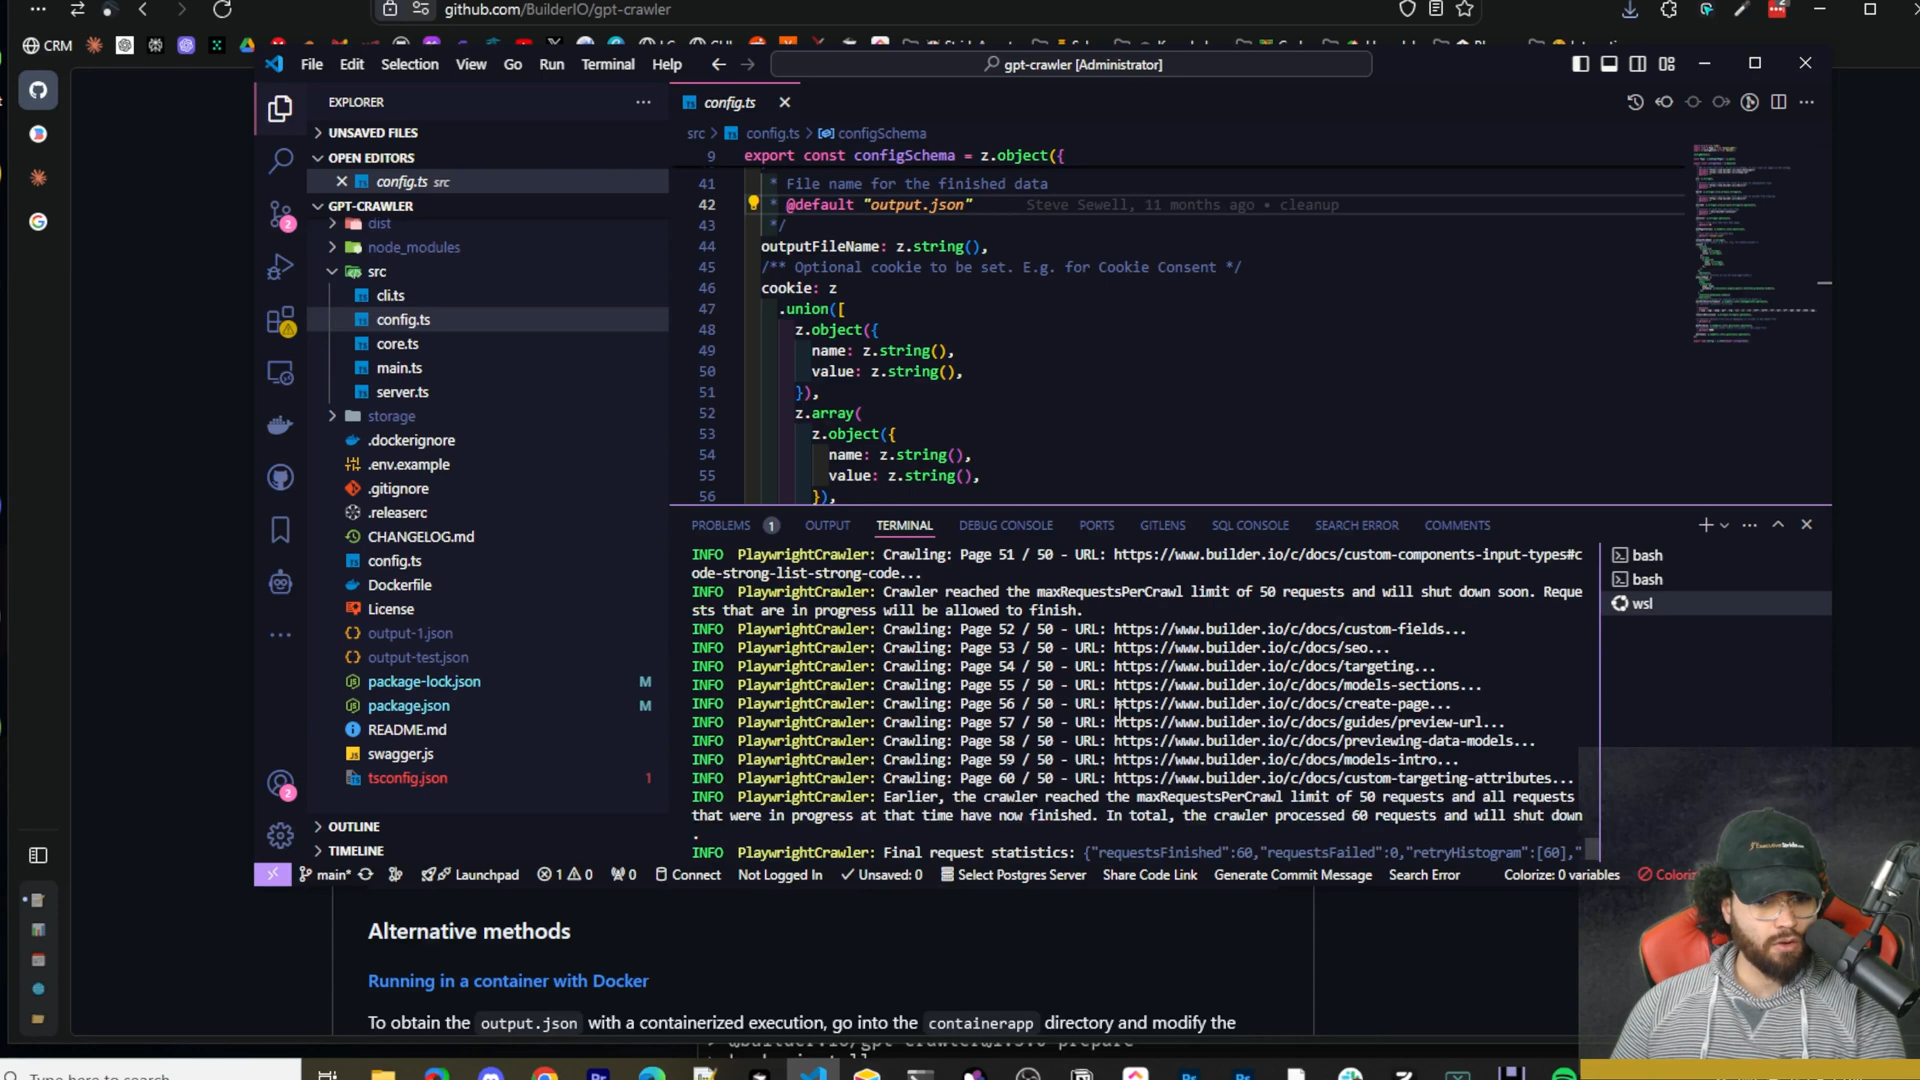 github.com/BuilderIO/gpt-crawler
CRM
File Edit Selection View Go Run Terminal Help
gpt-crawler [Administrator]
EXPLORER
UNSAVED FILES
OPEN EDITORS
config.ts src
GPT-CRAWLER
dist
node_modules
src
cli.ts
config.ts
core.ts
main.ts
server.ts
storage
.dockerignore
.env.example
.gitignore
.releaserc
CHANGELOG.md
config.ts
Dockerfile
License
output-1.json
output-test.json
package-lock.json M
package.json M
README.md
swagger.js
tsconfig.json 1
OUTLINE
TIMELINE
config.ts
src > config.ts > configSchema
9 export const configSchema = z.object({
41 * File name for the finished data
42 * @default "output.json" Steve Sewell, 11 months ago • cleanup
43 */
44 outputFileName: z.string(),
45 /** Optional cookie to be set. E.g. for Cookie Consent */
46 cookie: z
47 .union([
48 z.object({
49 name: z.string(),
50 value: z.string(),
51 }),
52 z.array(
53 z.object({
54 name: z.string(),
55 value: z.string(),
56 }),
PROBLEMS 1 OUTPUT TERMINAL DEBUG CONSOLE PORTS GITLENS SQL CONSOLE SEARCH ERROR COMMENTS
INFO PlaywrightCrawler: Crawling: Page 51 / 50 - URL: https://www.builder.io/c/docs/custom-components-input-types#c
ode-strong-list-strong-code...
INFO PlaywrightCrawler: Crawler reached the maxRequestsPerCrawl limit of 50 requests and will shut down soon. Reque
sts that are in progress will be allowed to finish.
INFO PlaywrightCrawler: Crawling: Page 52 / 50 - URL: https://www.builder.io/c/docs/custom-fields...
INFO PlaywrightCrawler: Crawling: Page 53 / 50 - URL: https://www.builder.io/c/docs/seo...
INFO PlaywrightCrawler: Crawling: Page 54 / 50 - URL: https://www.builder.io/c/docs/targeting...
INFO PlaywrightCrawler: Crawling: Page 55 / 50 - URL: https://www.builder.io/c/docs/models-sections...
INFO PlaywrightCrawler: Crawling: Page 56 / 50 - URL: https://www.builder.io/c/docs/create-page...
INFO PlaywrightCrawler: Crawling: Page 57 / 50 - URL: https://www.builder.io/c/docs/guides/preview-url...
INFO PlaywrightCrawler: Crawling: Page 58 / 50 - URL: https://www.builder.io/c/docs/previewing-data-models...
INFO PlaywrightCrawler: Crawling: Page 59 / 50 - URL: https://www.builder.io/c/docs/models-intro...
INFO PlaywrightCrawler: Crawling: Page 60 / 50 - URL: https://www.builder.io/c/docs/custom-targeting-attributes...
INFO PlaywrightCrawler: Earlier, the crawler reached the maxRequestsPerCrawl limit of 50 requests and all requests
that were in progress at that time have now finished. In total, the crawler processed 60 requests and will shut down
.
INFO PlaywrightCrawler: Final request statistics: {"requestsFinished":60,"requestsFailed":0,"retryHistogram":[60],"
bash
bash
wsl
main* Launchpad 1 0 0 Connect Not Logged In Unsaved: 0 Select Postgres Server Share Code Link Generate Commit Message Search Error Colorize: 0 variables
Alternative methods
Running in a container with Docker
To obtain the output.json with a containerized execution, go into the containerapp directory and modify the
Type here to search